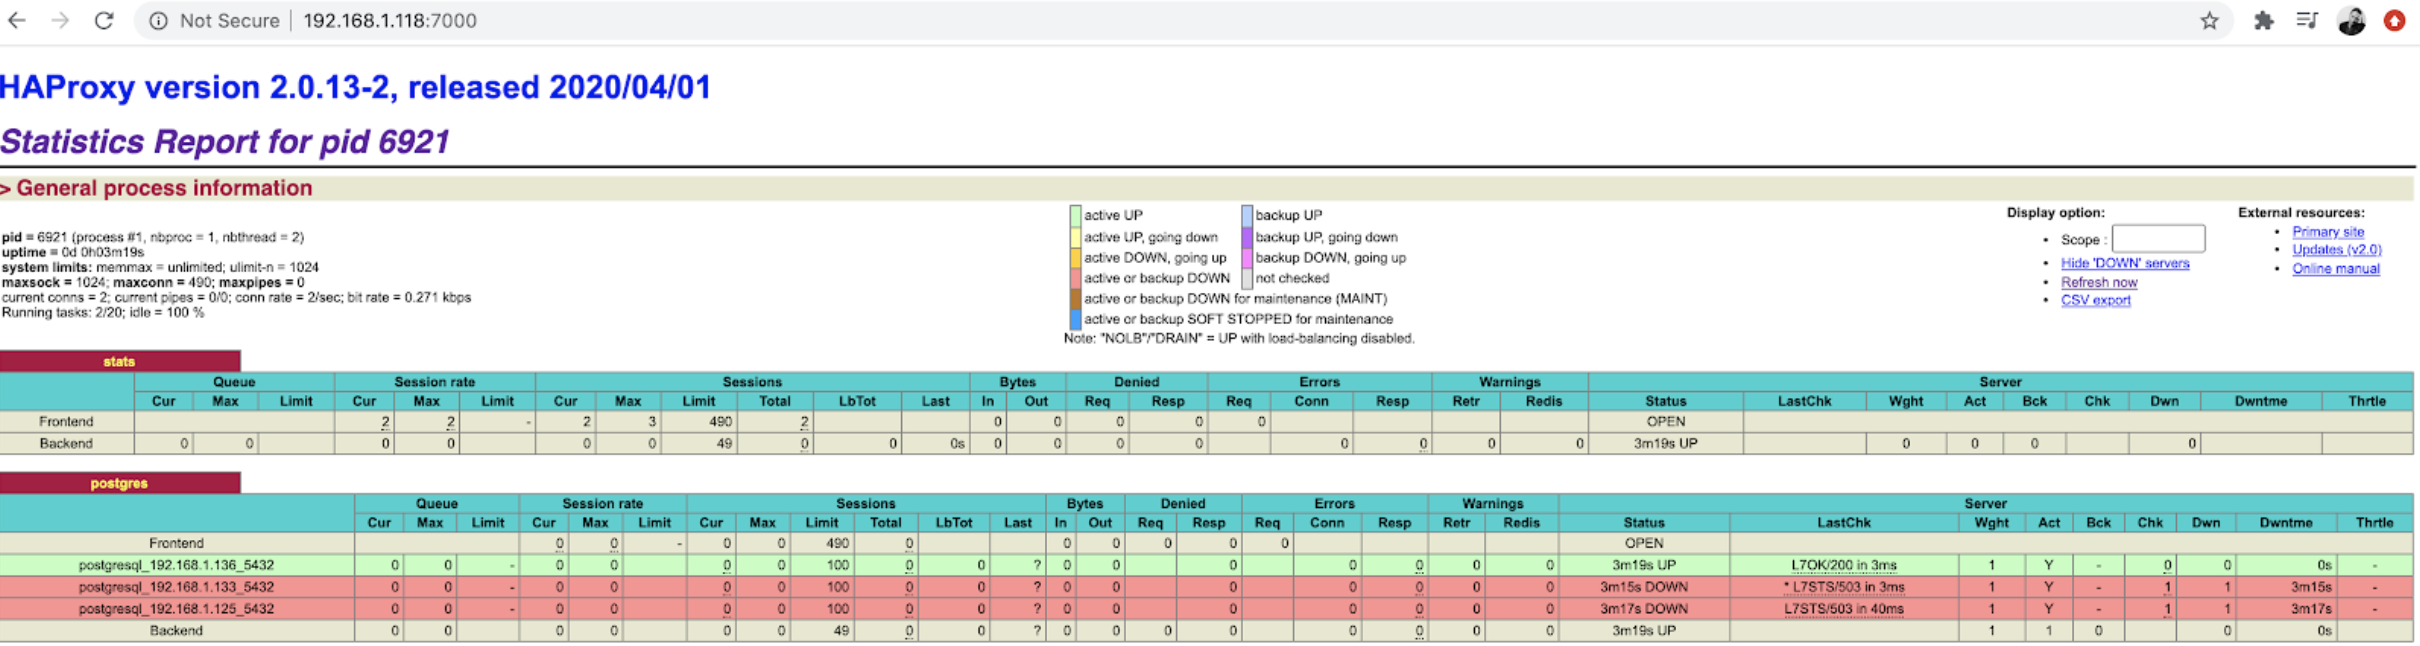 Not Secure | 192.168.1.118:7000
HAProxy version 2.0.13-2, released 2020/04/01
Statistics Report for pid 6921
> General process information
pid = 6921 (process #1, nbproc = 1, nbthread = 2)
uptime = 0d 0h03m19s
system limits: memmax = unlimited; ulimit-n = 1024
maxsock = 1024; maxconn = 490; maxpipes = 0
current conns = 2; current pipes = 0/0; conn rate = 2/sec; bit rate = 0.271 kbps
Running tasks: 2/20; idle = 100 %
active UP backup UP
active UP, going down backup UP, going down
active DOWN, going up backup DOWN, going up
active or backup DOWN not checked
active or backup DOWN for maintenance (MAINT)
active or backup SOFT STOPPED for maintenance
Note: "NOLB"/"DRAIN" = UP with load-balancing disabled.
Display option:
• Scope :
• Hide 'DOWN' servers
• Refresh now
• CSV export
External resources:
• Primary site
• Updates (v2.0)
• Online manual
stats
Queue Session rate Sessions Bytes Denied Errors Warnings Server
Cur Max Limit Cur Max Limit Cur Max Limit Total LbTot Last In Out Req Resp Req Conn Resp Retr Redis Status LastChk Wght Act Bck Chk Dwn Dwntme Thrtle
Frontend 2 2 - 2 3 490 2 0 0 0 0 0 OPEN
Backend 0 0 0 0 0 0 49 0 0 0s 0 0 0 0 0 0 0 0 3m19s UP 0 0 0 0
postgres
Queue Session rate Sessions Bytes Denied Errors Warnings Server
Cur Max Limit Cur Max Limit Cur Max Limit Total LbTot Last In Out Req Resp Req Conn Resp Retr Redis Status LastChk Wght Act Bck Chk Dwn Dwntme Thrtle
Frontend 0 0 - 0 0 490 0 0 0 0 0 0 OPEN
postgresql_192.168.1.136_5432 0 0 - 0 0 0 0 100 0 0 ? 0 0 0 0 0 0 0 3m19s UP L7OK/200 in 3ms 1 Y - 0 0 0s -
postgresql_192.168.1.133_5432 0 0 - 0 0 0 0 100 0 0 ? 0 0 0 0 0 0 0 3m15s DOWN * L7STS/503 in 3ms 1 Y - 1 1 3m15s -
postgresql_192.168.1.125_5432 0 0 - 0 0 0 0 100 0 0 ? 0 0 0 0 0 0 0 3m17s DOWN L7STS/503 in 40ms 1 Y - 1 1 3m17s -
Backend 0 0 0 0 0 0 49 0 0 ? 0 0 0 0 0 0 0 0 3m19s UP 1 1 0 0 0s